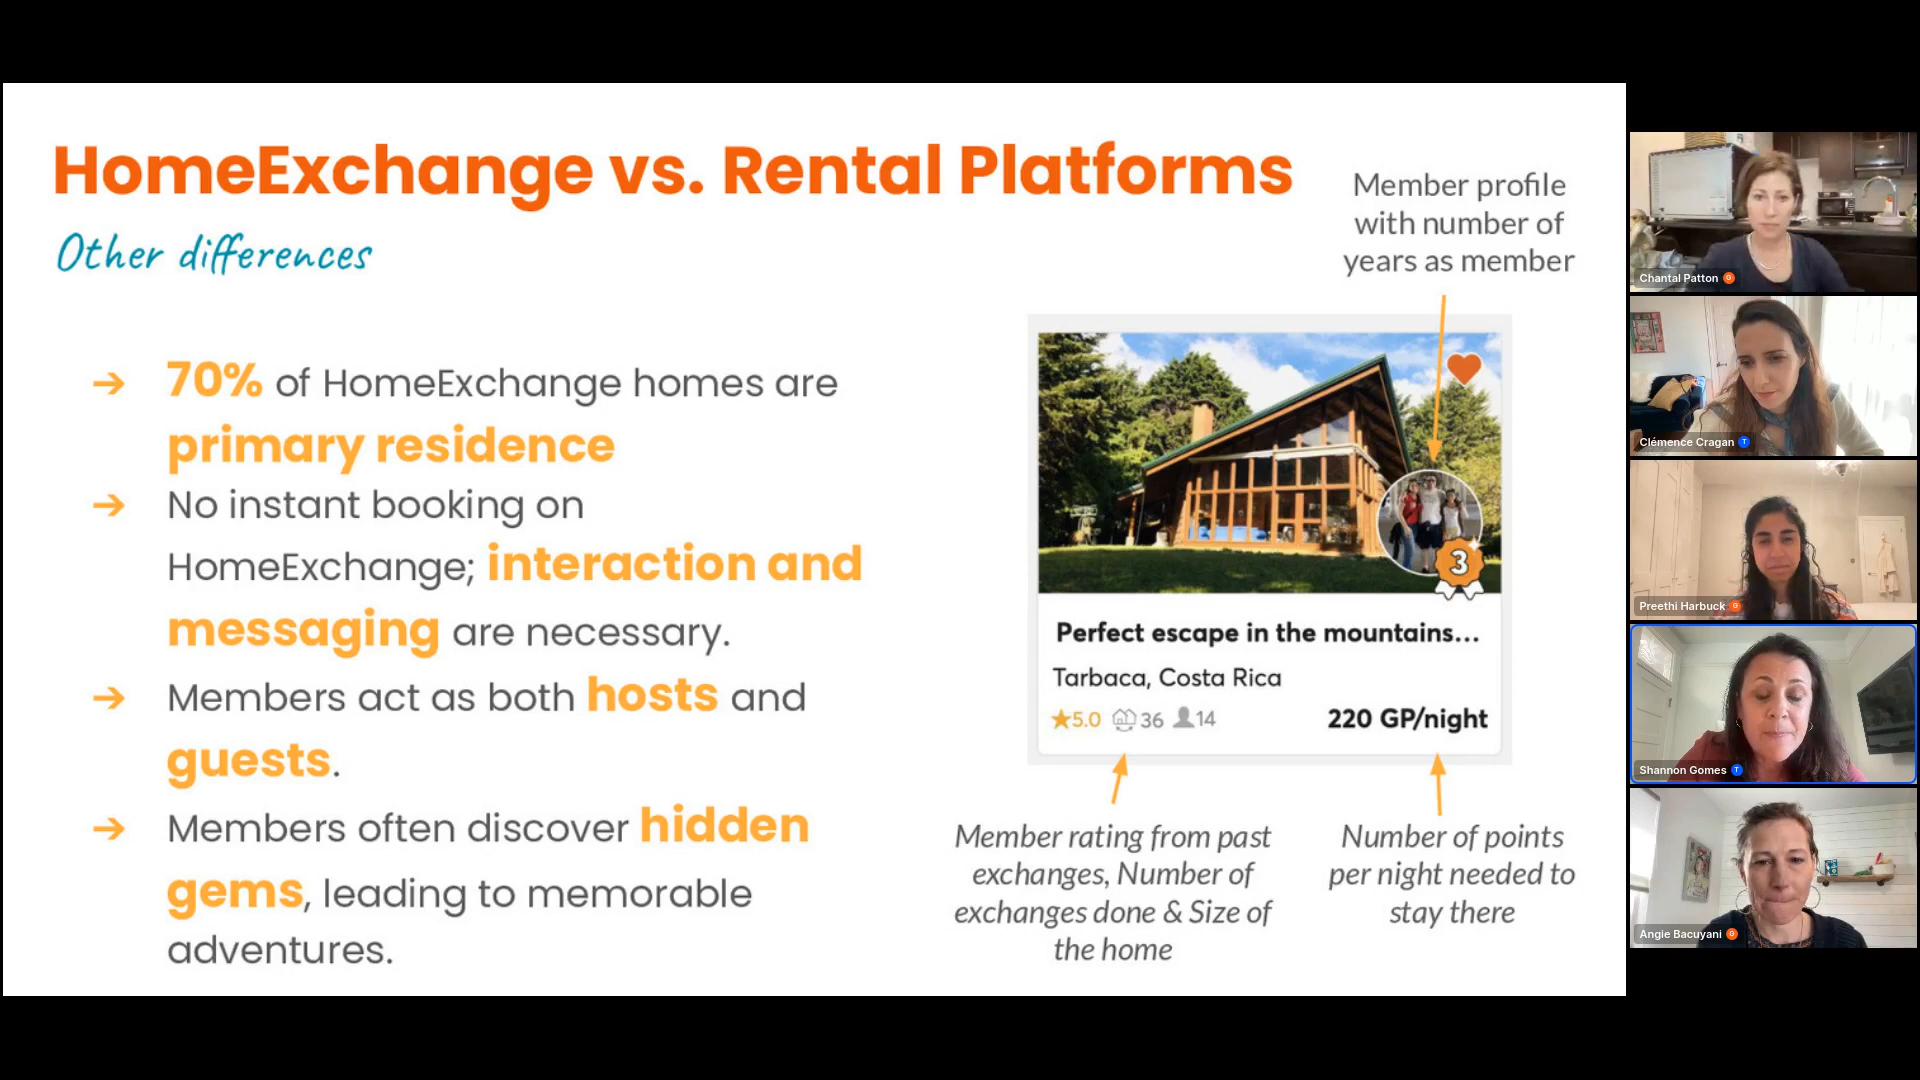 HomeExchange vs. Rental Platforms
Other differences
➔ 70% of HomeExchange homes are
primary residence
➔ No instant booking on
HomeExchange; interaction and
messaging are necessary.
➔ Members act as both hosts and
guests.
➔ Members often discover hidden
gems, leading to memorable
adventures.
Member profile
with number of
years as member
3
Perfect escape in the mountains...
Tarbaca, Costa Rica
★5.0 36 14 220 GP/night
Member rating from past
exchanges, Number of
exchanges done & Size of
the home
Number of points
per night needed to
stay there
Chantal Patton G
Clémence Cragan T
Preethi Harbuck G
Shannon Gomes T
Angie Bacuyani G